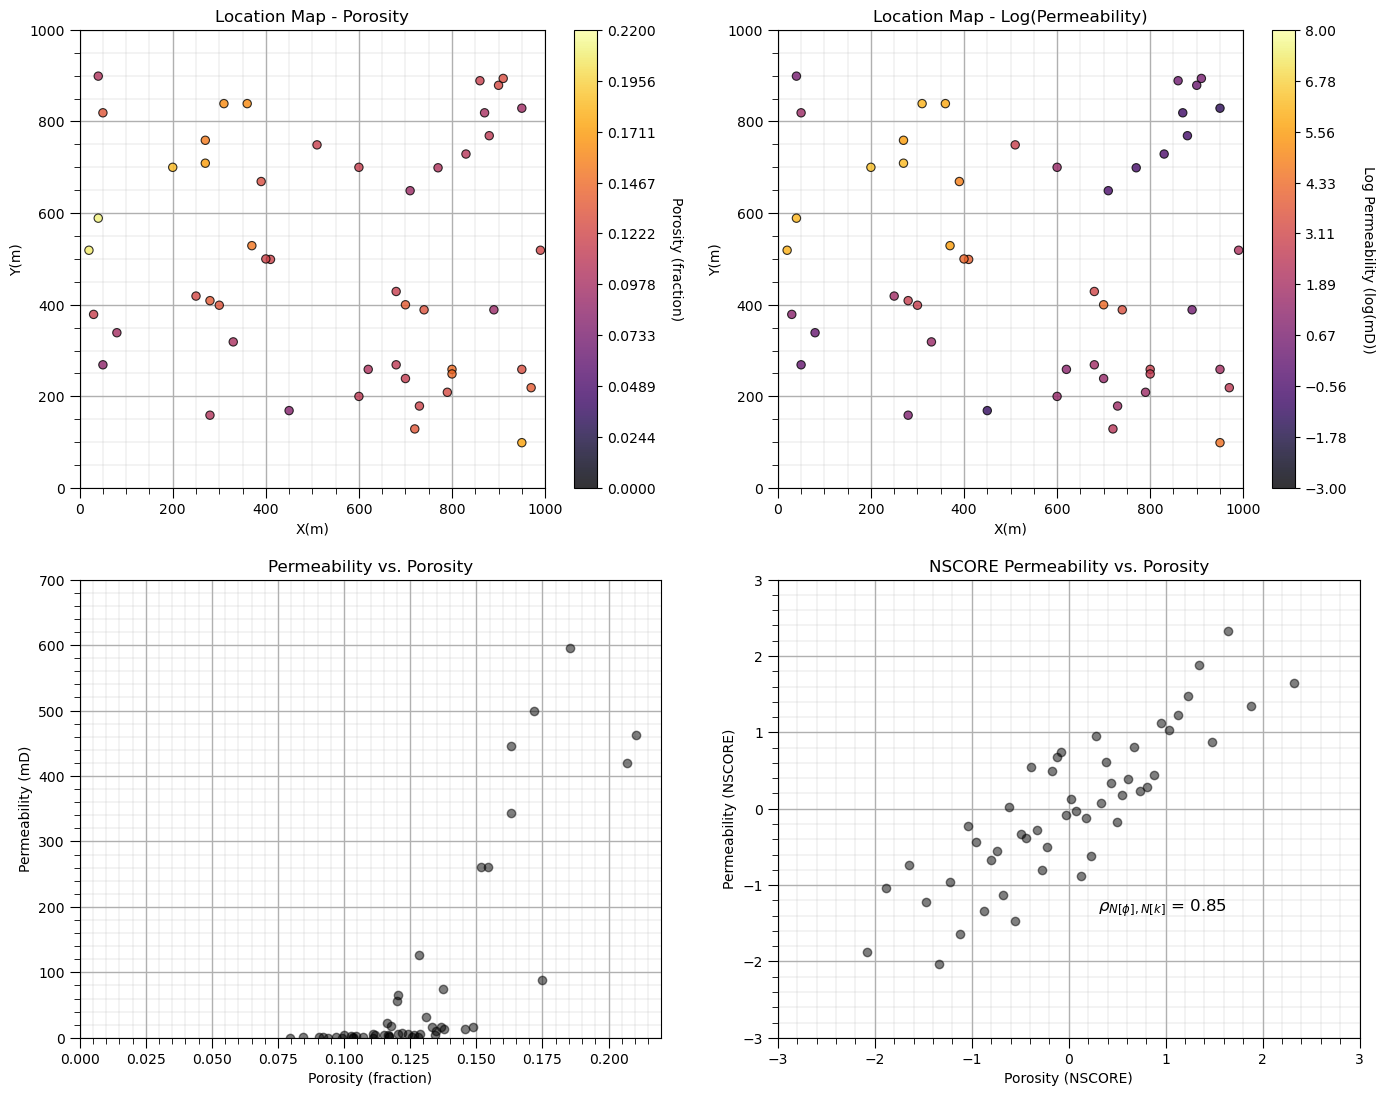 Location Map - Porosity
1000
800
600
400
200
0
Y(m)
0 200 400 600 800 1000
X(m)
0.2200
0.1956
0.1711
0.1467
0.1222
0.0978
0.0733
0.0489
0.0244
0.0000
Porosity (fraction)
Location Map - Log(Permeability)
1000
800
600
400
200
0
Y(m)
0 200 400 600 800 1000
X(m)
8.00
6.78
5.56
4.33
3.11
1.89
0.67
−0.56
−1.78
−3.00
Log Permeability (log(mD))
Permeability vs. Porosity
700
600
500
400
300
200
100
0
Permeability (mD)
0.000 0.025 0.050 0.075 0.100 0.125 0.150 0.175 0.200
Porosity (fraction)
NSCORE Permeability vs. Porosity
3
2
1
0
−1
−2
−3
Permeability (NSCORE)
ρN[ϕ],N[k] = 0.85
−3 −2 −1 0 1 2 3
Porosity (NSCORE)